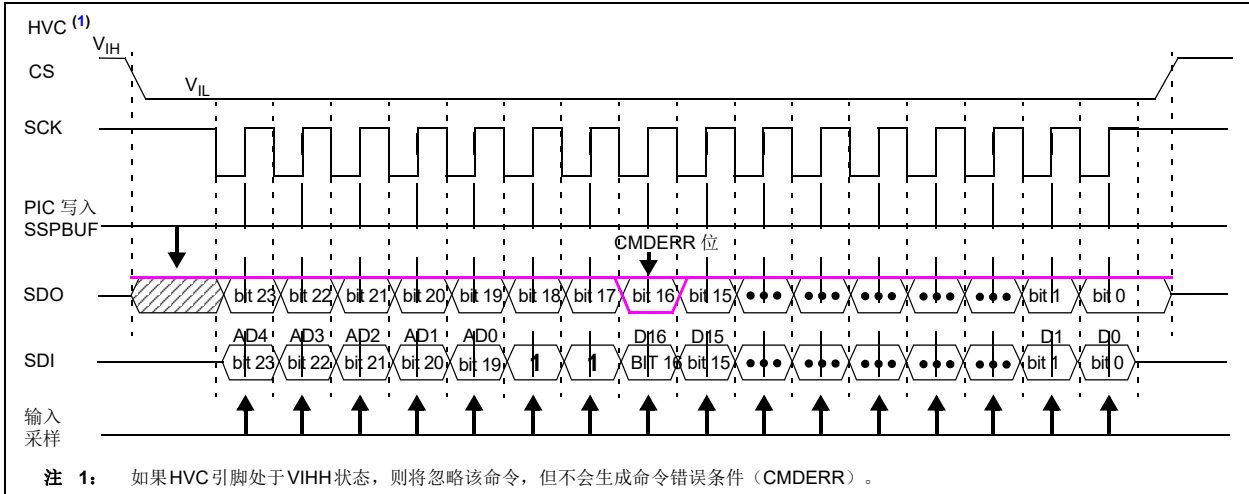 HVC (1)
VIH
CS
VIL
SCK
PIC 写入
SSPBUF
CMDERR 位
SDO bit 23 bit 22 bit 21 bit 20 bit 19 bit 18 bit 17 bit 16 bit 15 ●●● ●●● ●●● ●●● ●●● bit 1 bit 0
AD4 AD3 AD2 AD1 AD0 D16 D15 D1 D0
SDI bit 23 bit 22 bit 21 bit 20 bit 19 1 1 BIT 16 bit 15 ●●● ●●● ●●● ●●● ●●● bit 1 bit 0
输入
采样
注 1： 如果HVC引脚处于VIHH状态，则将忽略该命令，但不会生成命令错误条件（CMDERR）。